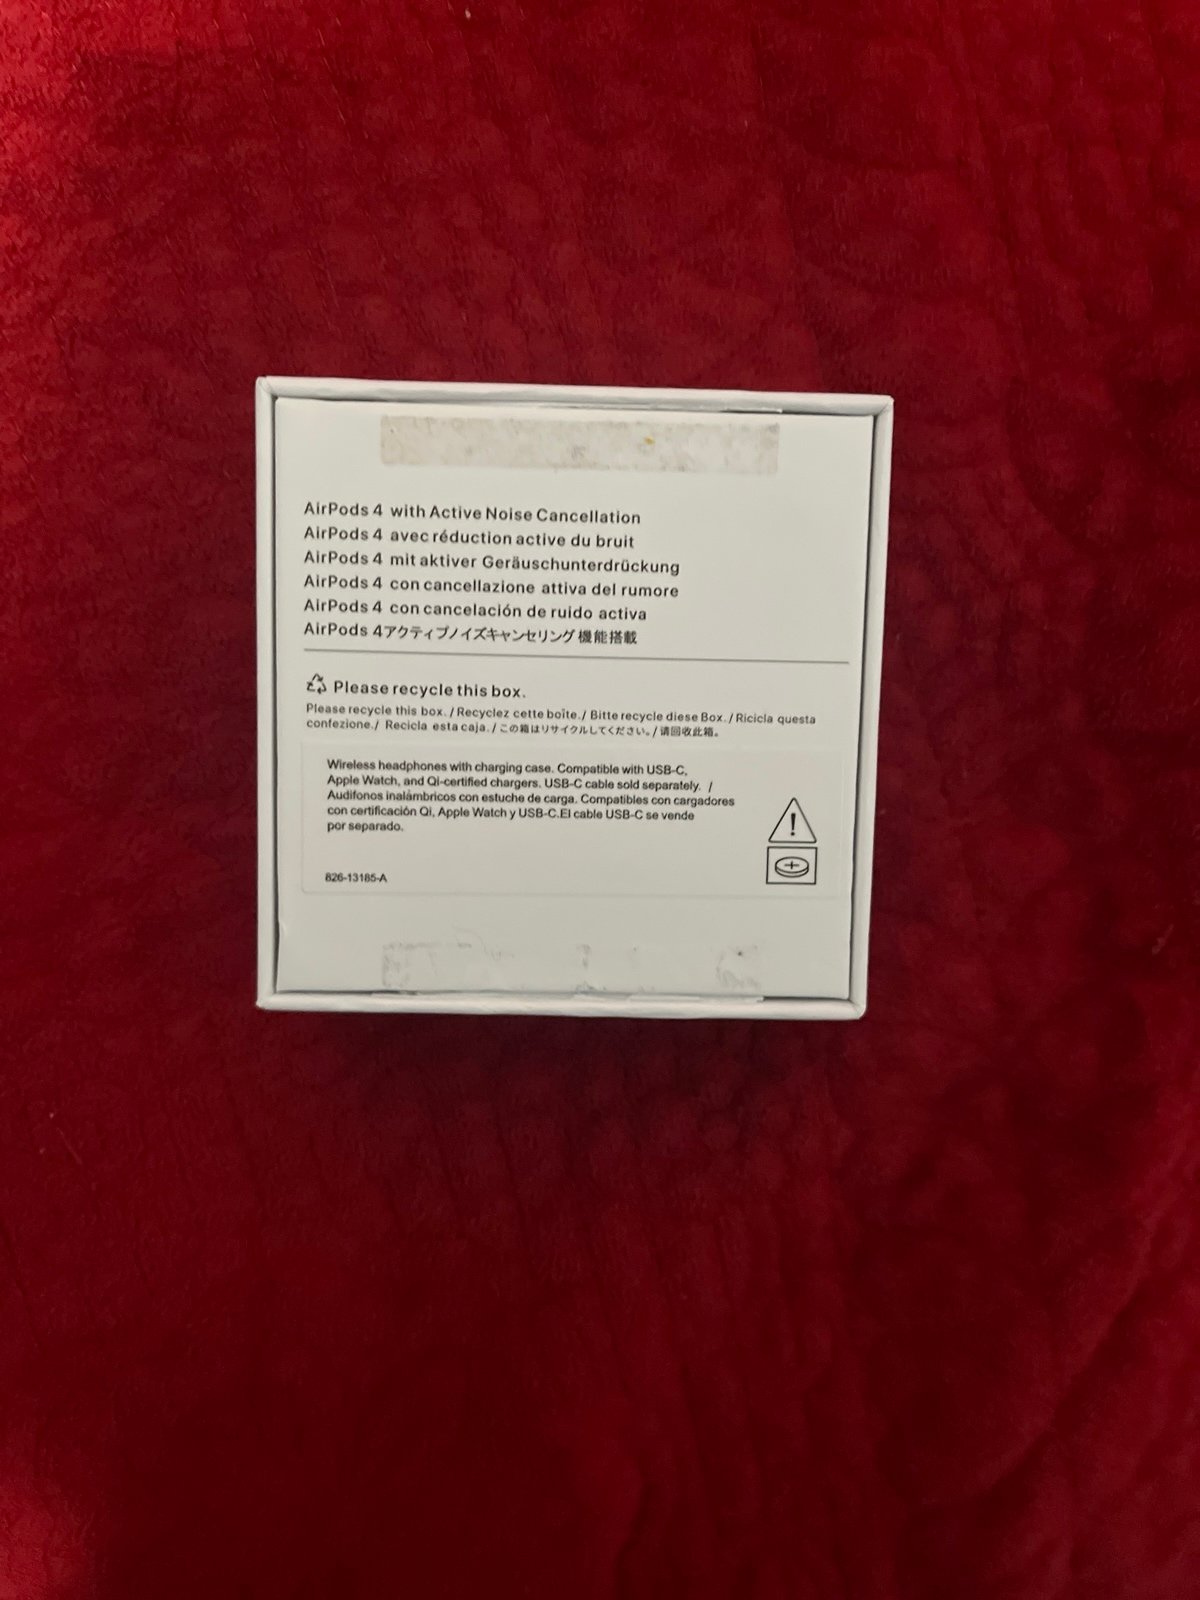 AirPods 4 with Active Noise Cancellation
AirPods 4 avec réduction active du bruit
AirPods 4 mit aktiver Geräuschunterdrückung
AirPods 4 con cancellazione attiva del rumore
AirPods 4 con cancelación de ruido activa
AirPods 4アクティブノイズキャンセリング機能搭載
Please recycle this box.
Please recycle this box. / Recyclez cette boîte./ Bitte recycle diese Box. / Ricicla questa
confezione./ Recicla esta caja. / この箱はリサイクルしてください。/ 请回收此箱。
Wireless headphones with charging case. Compatible with USB-C,
Apple Watch, and Qi-certified chargers. USB-C cable sold separately. /
Audífonos inalámbricos con estuche de carga. Compatibles con cargadores
con certificación Qi, Apple Watch y USB-C.El cable USB-C se vende
por separado.
826-13185-A